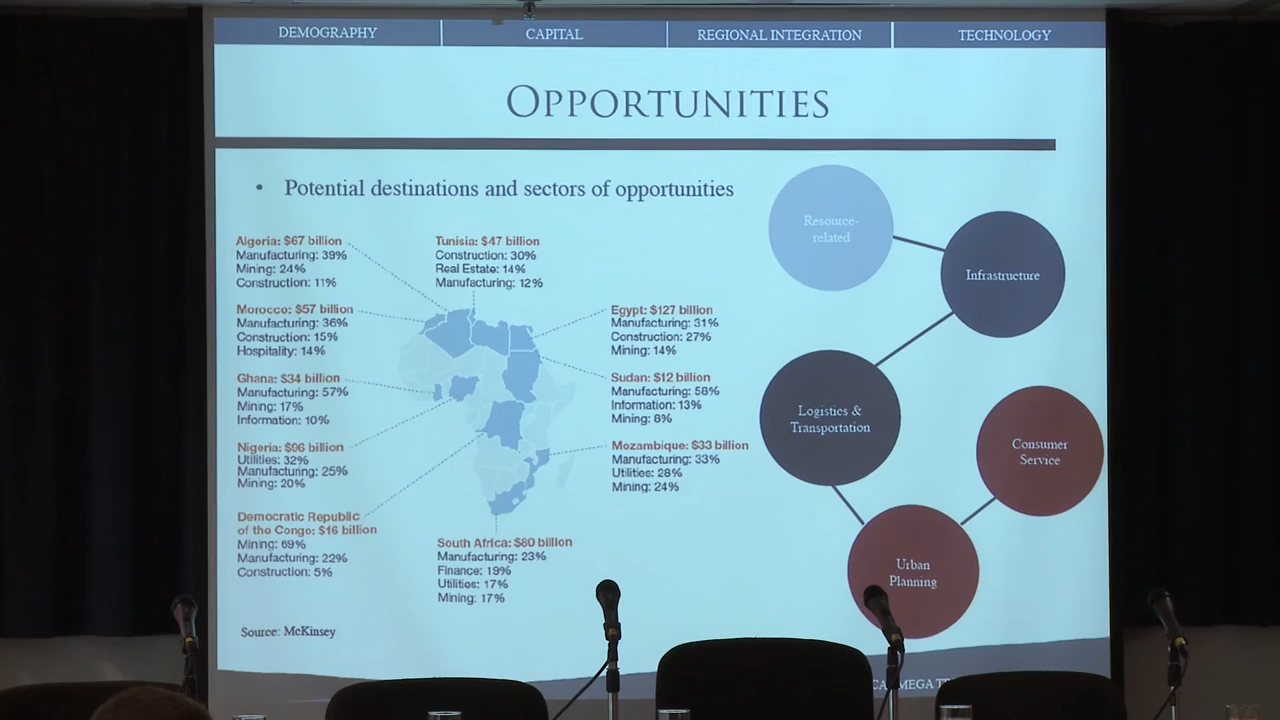 DEMOGRAPHY
CAPITAL
REGIONAL INTEGRATION
TECHNOLOGY
OPPORTUNITIES
• Potential destinations and sectors of opportunities
Algeria: $67 billion
Manufacturing: 39%
Mining: 24%
Construction: 11%
Tunisia: $47 billion
Construction: 30%
Real Estate: 14%
Manufacturing: 12%
Morocco: $57 billion
Manufacturing: 36%
Construction: 15%
Hospitality: 14%
Egypt: $127 billion
Manufacturing: 31%
Construction: 27%
Mining: 14%
Ghana: $34 billion
Manufacturing: 57%
Mining: 17%
Information: 10%
Sudan: $12 billion
Manufacturing: 58%
Information: 13%
Mining: 8%
Nigeria: $96 billion
Utilities: 32%
Manufacturing: 25%
Mining: 20%
Mozambique: $33 billion
Manufacturing: 33%
Utilities: 28%
Mining: 24%
Democratic Republic
of the Congo: $16 billion
Mining: 69%
Manufacturing: 22%
Construction: 5%
South Africa: $80 billion
Manufacturing: 23%
Finance: 19%
Utilities: 17%
Mining: 17%
Source: McKinsey
Resource-
related
Infrastructure
Logistics &
Transportation
Consumer
Service
Urban
Planning
MEGA